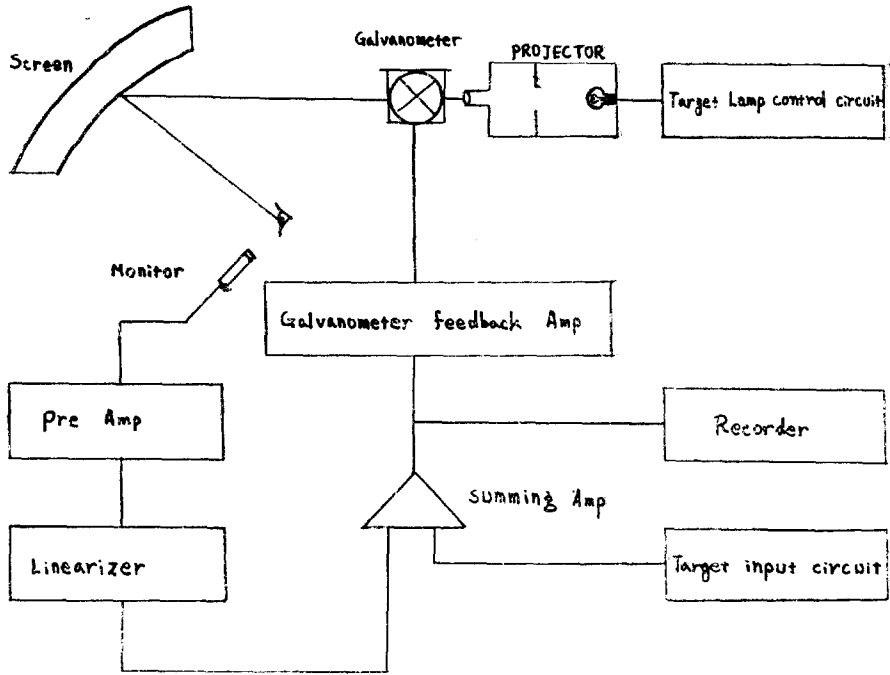 Galvanometer
PROJECTOR
Screen
Target Lamp control circuit
Monitor
Galvanometer feedback Amp
Pre Amp
Recorder
Summing Amp
Linearizer
Target input circuit